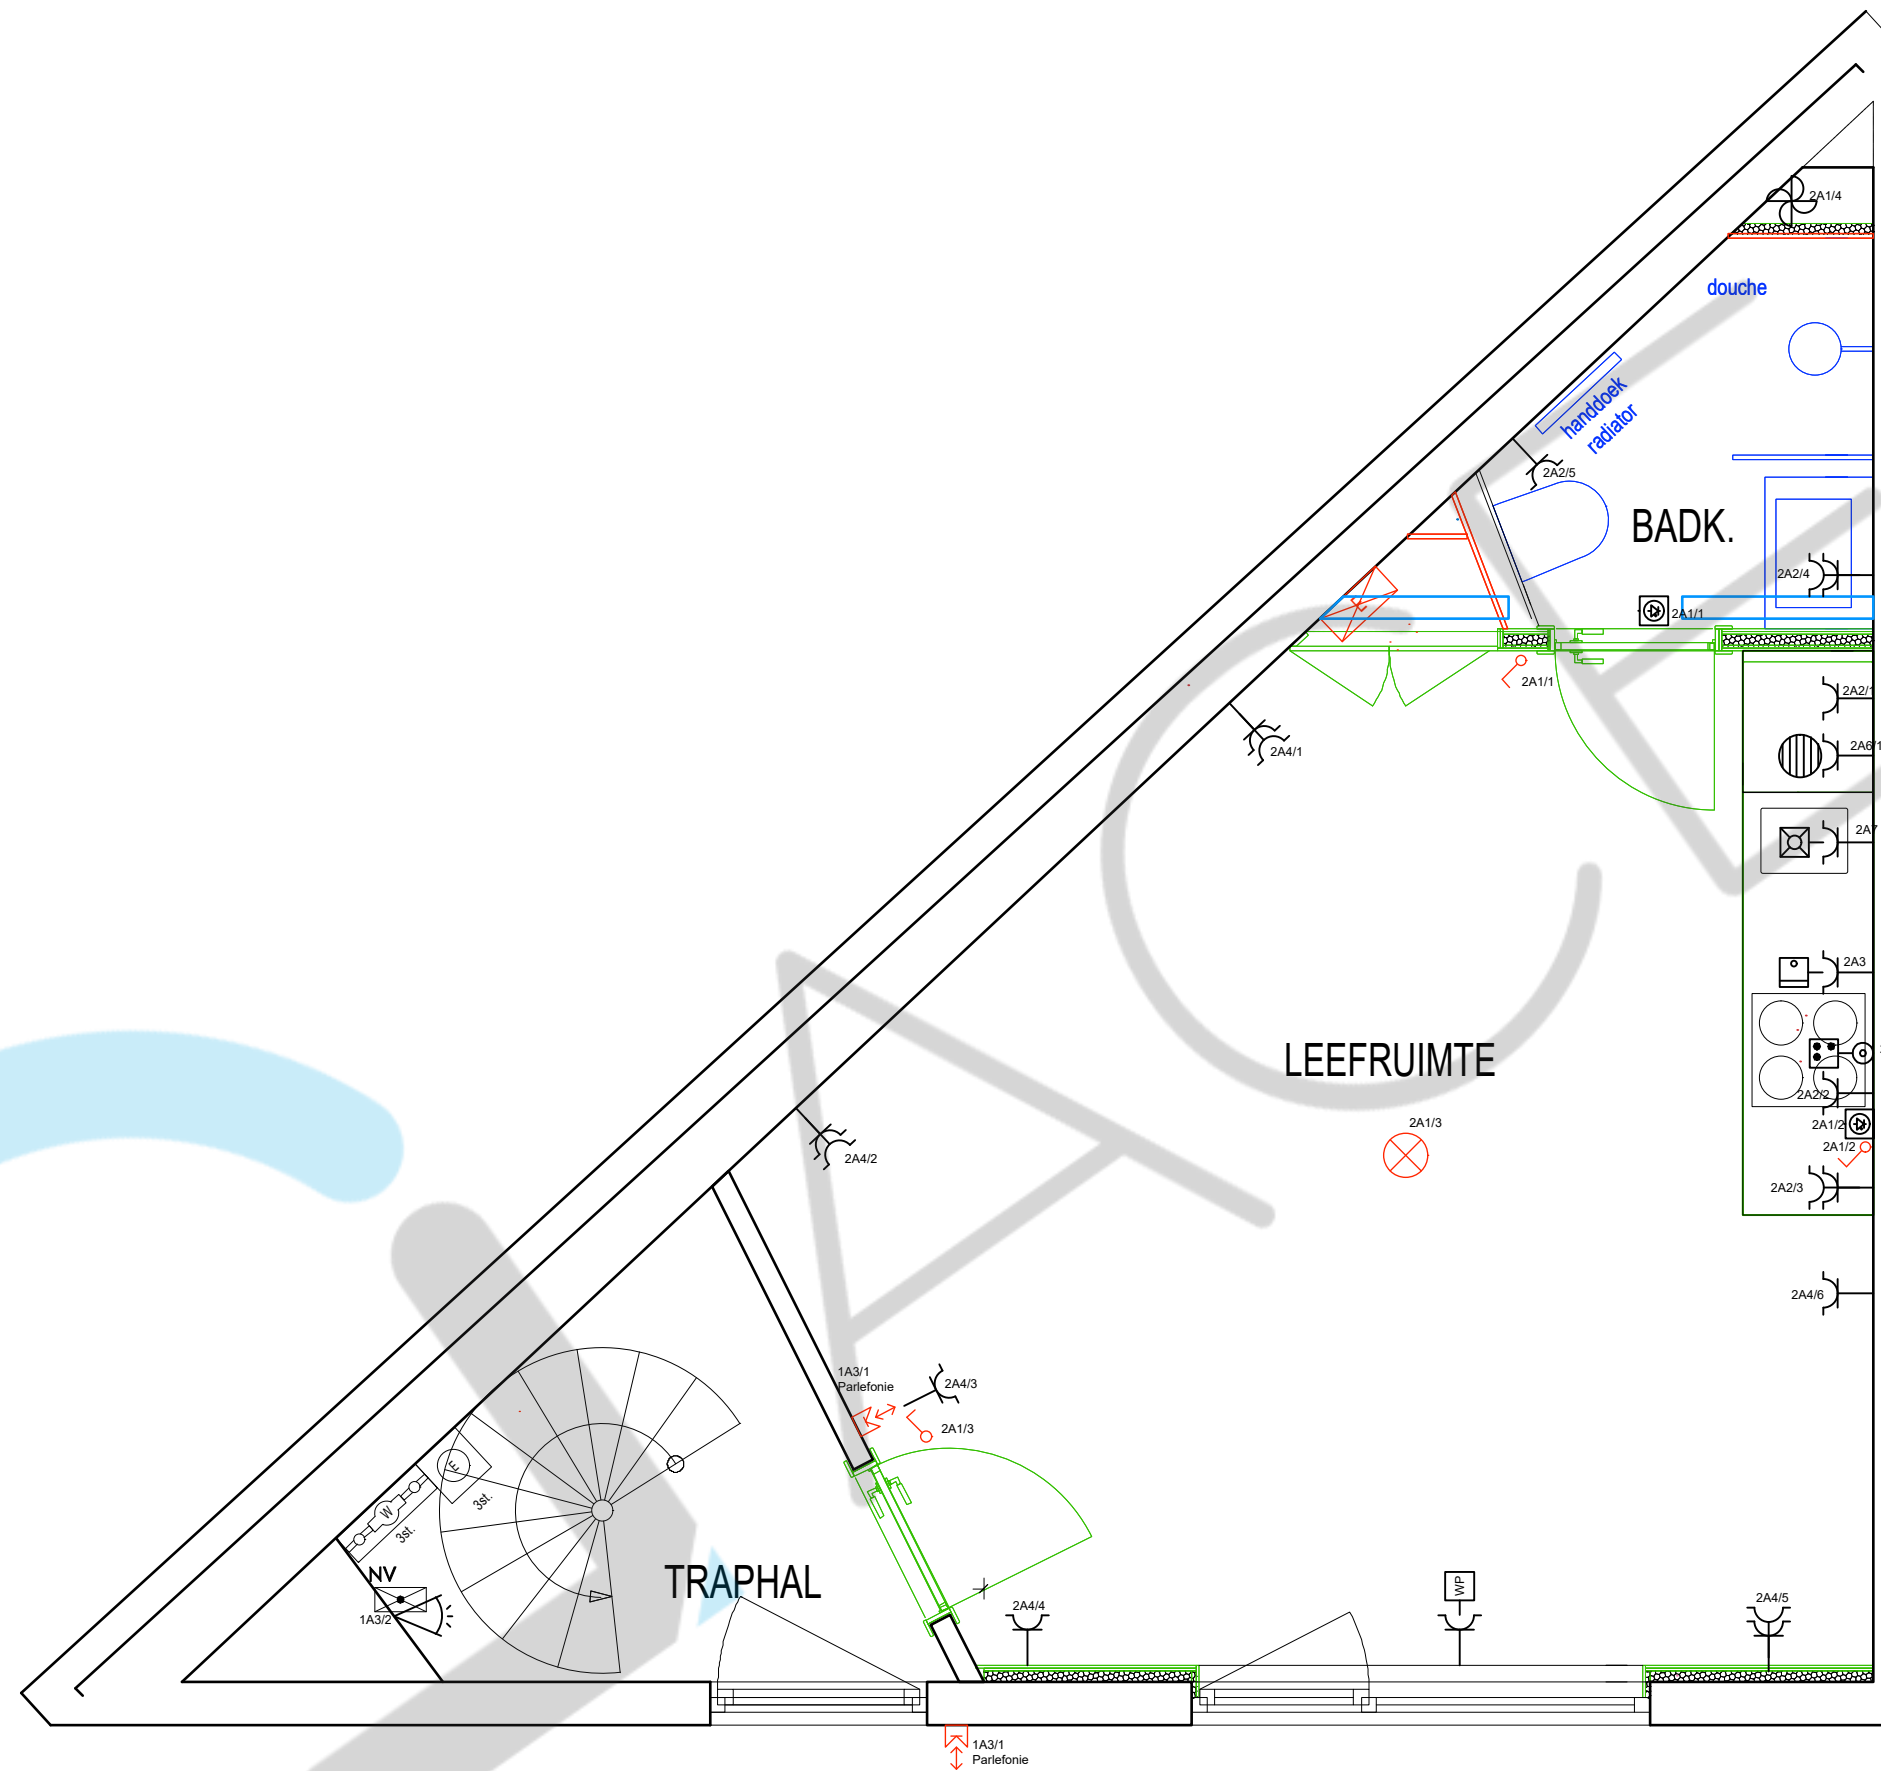 2A1/4
douche
handdoek
radiator
2A2/5
BADK.
2A2/4
2A1/1
2A1/1
2A2/1
2A4/1
2A6/1
2A7
2A3
LEEFRUIMTE
2A2/2
2A1/3
2A1/2
2A1/2
2A4/2
2A2/3
2A4/6
1A3/1
Parlefonie
2A4/3
2A1/3
E
3st.
W
3st.
NV
1A3/2
TRAPHAL
WP
2A4/4
2A4/5
1A3/1
Parlefonie